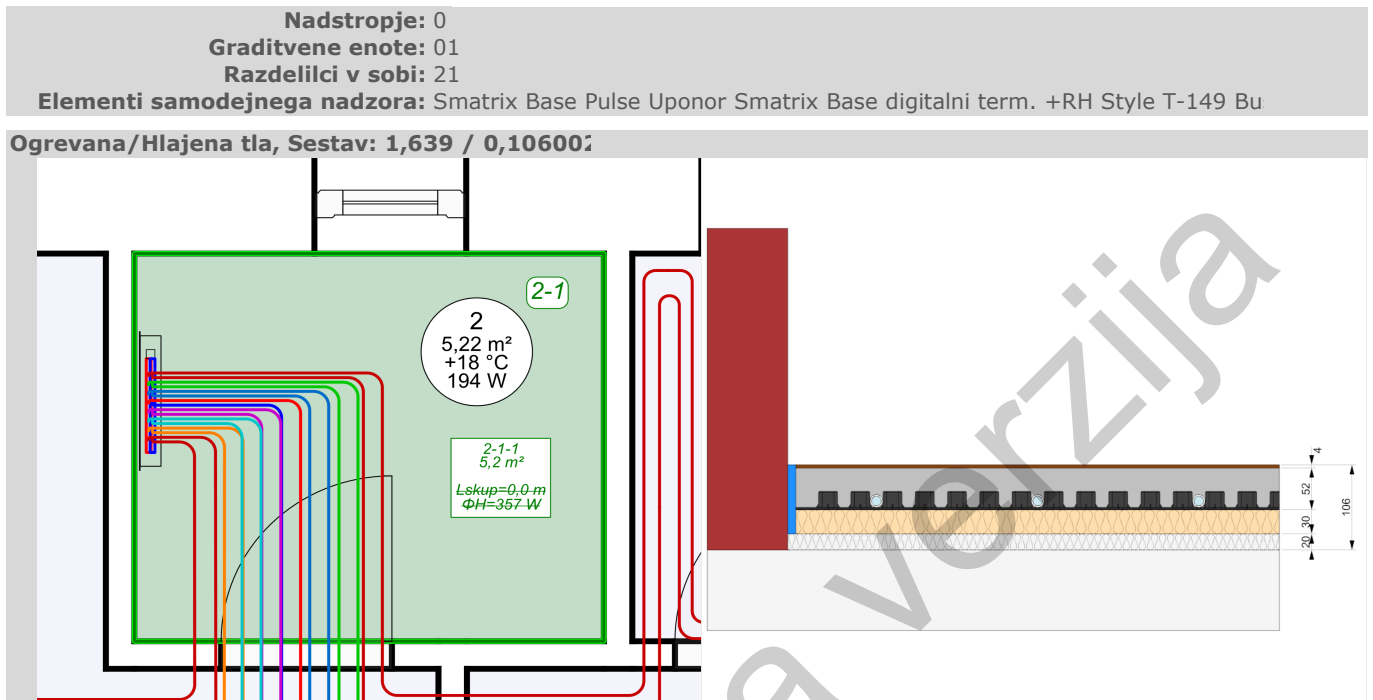 Nadstropje: 0
Graditvene enote: 01
Razdelilci v sobi: 21
Elementi samodejnega nadzora: Smatrix Base Pulse Uponor Smatrix Base digitalni term. +RH Style T-149 Bu
Ogrevana/Hlajena tla, Sestav: 1,639 / 0,106002
2-1
2
5,22 m²
+18 °C
194 W
2-1-1
5,2 m²
Lskup=0,0 m
ΦH=357 W
4
52
30
20
106
a verzija